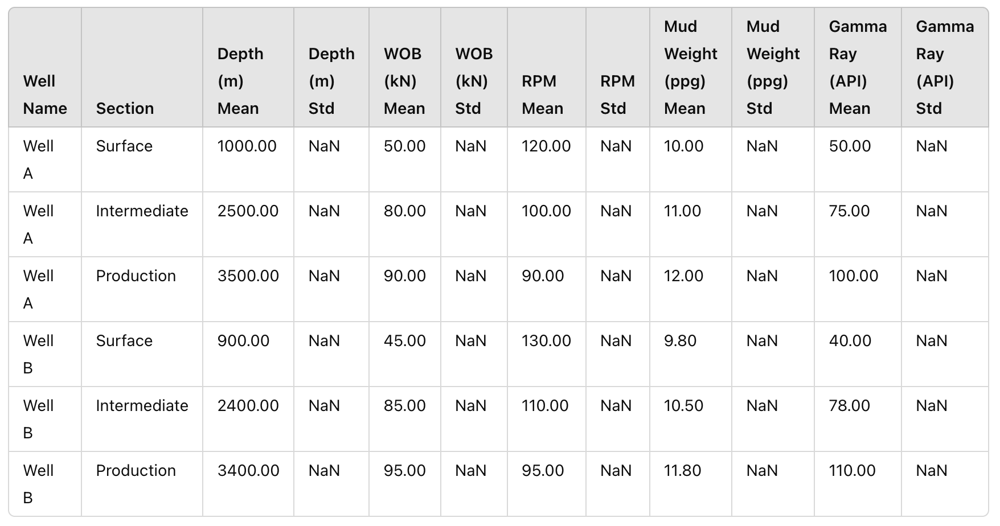 Well Name | Section | Depth (m) Mean | Depth (m) Std | WOB (kN) Mean | WOB (kN) Std | RPM Mean | RPM Std | Mud Weight (ppg) Mean | Mud Weight (ppg) Std | Gamma Ray (API) Mean | Gamma Ray (API) Std
Well A | Surface | 1000.00 | NaN | 50.00 | NaN | 120.00 | NaN | 10.00 | NaN | 50.00 | NaN
Well A | Intermediate | 2500.00 | NaN | 80.00 | NaN | 100.00 | NaN | 11.00 | NaN | 75.00 | NaN
Well A | Production | 3500.00 | NaN | 90.00 | NaN | 90.00 | NaN | 12.00 | NaN | 100.00 | NaN
Well B | Surface | 900.00 | NaN | 45.00 | NaN | 130.00 | NaN | 9.80 | NaN | 40.00 | NaN
Well B | Intermediate | 2400.00 | NaN | 85.00 | NaN | 110.00 | NaN | 10.50 | NaN | 78.00 | NaN
Well B | Production | 3400.00 | NaN | 95.00 | NaN | 95.00 | NaN | 11.80 | NaN | 110.00 | NaN